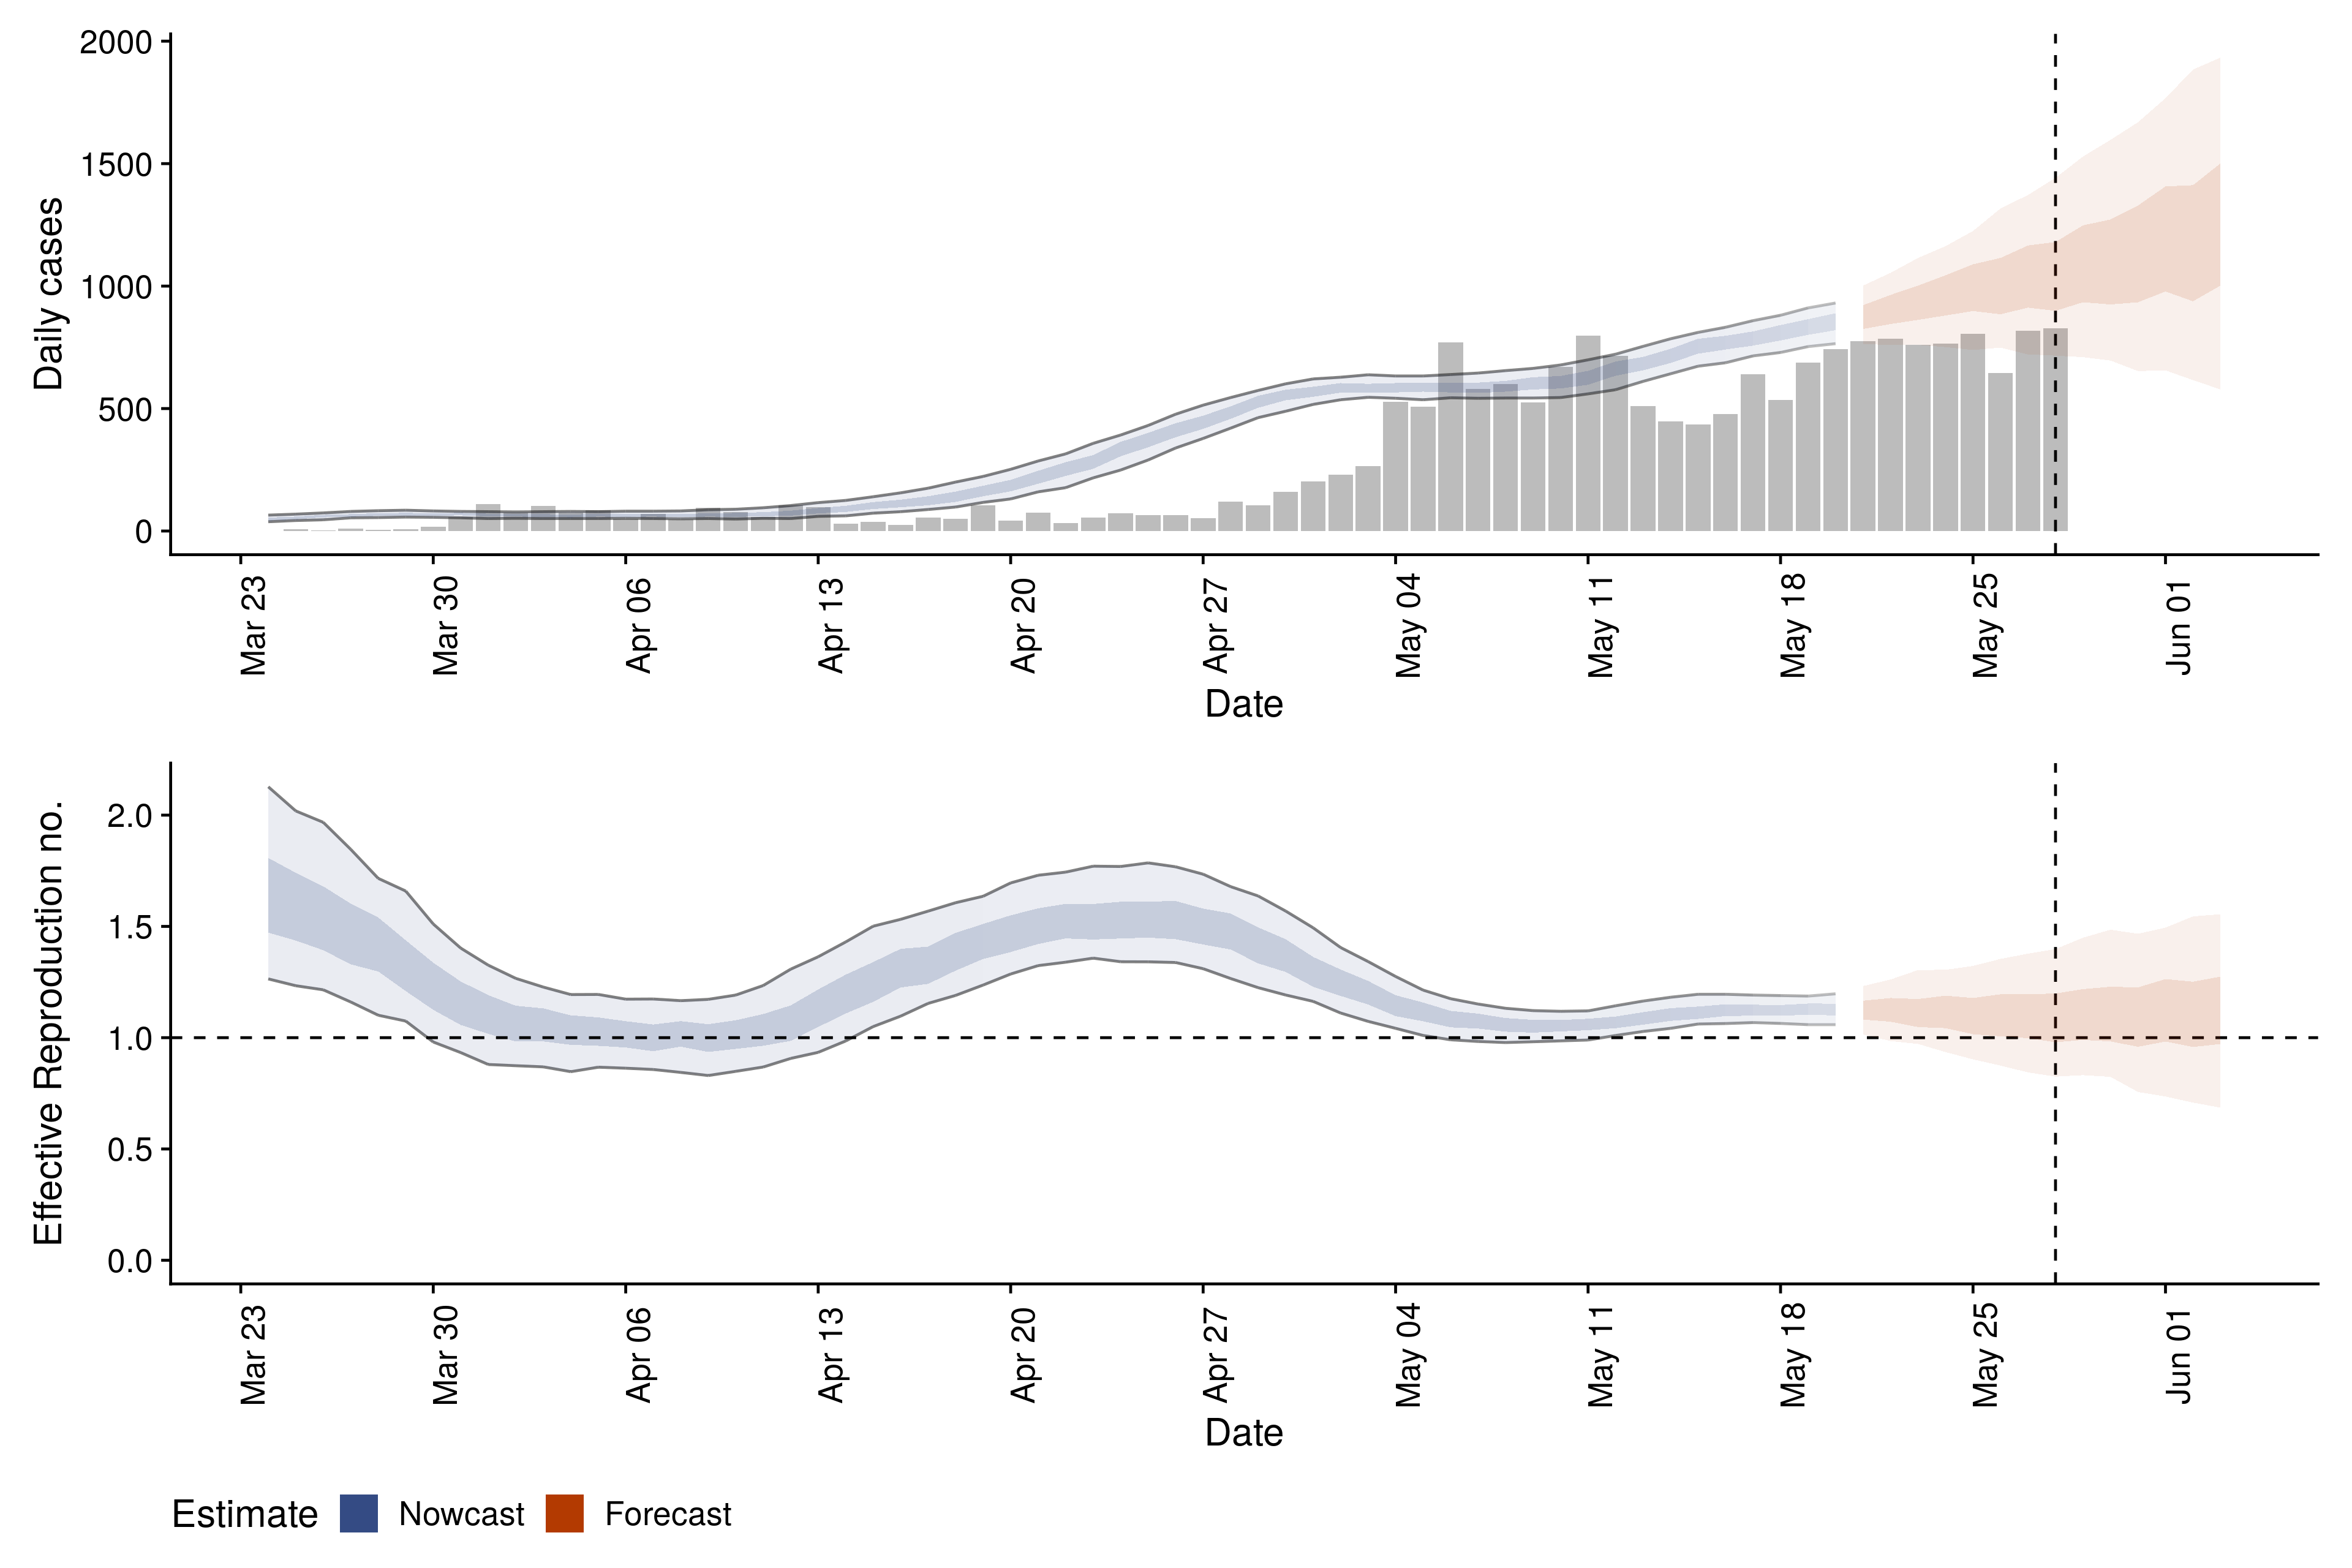 2000
1500
1000
500
0
Daily cases
Mar 23
Mar 30
Apr 06
Apr 13
Apr 20
Apr 27
May 04
May 11
May 18
May 25
Jun 01
Date
2.0
1.5
1.0
0.5
0.0
Effective Reproduction no.
Mar 23
Mar 30
Apr 06
Apr 13
Apr 20
Apr 27
May 04
May 11
May 18
May 25
Jun 01
Date
Estimate Nowcast Forecast